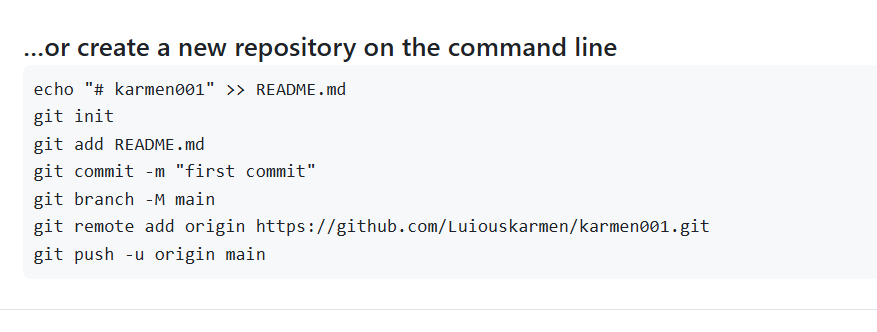 ...or create a new repository on the command line
echo "# karmen001" >> README.md
git init
git add README.md
git commit -m "first commit"
git branch -M main
git remote add origin https://github.com/Luiouskarmen/karmen001.git
git push -u origin main